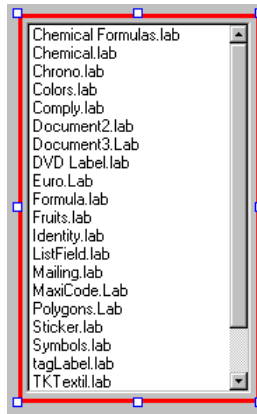 Chemical Formulas.lab
Chemical.lab
Chrono.lab
Colors.lab
Comply.lab
Document2.lab
Document3.Lab
DVD Label.lab
Euro.Lab
Formula.lab
Fruits.lab
Identity.lab
ListField.lab
Mailing.lab
MaxiCode.Lab
Polygons.Lab
Sticker.lab
Symbols.lab
tagLabel.lab
TKTextil.lab